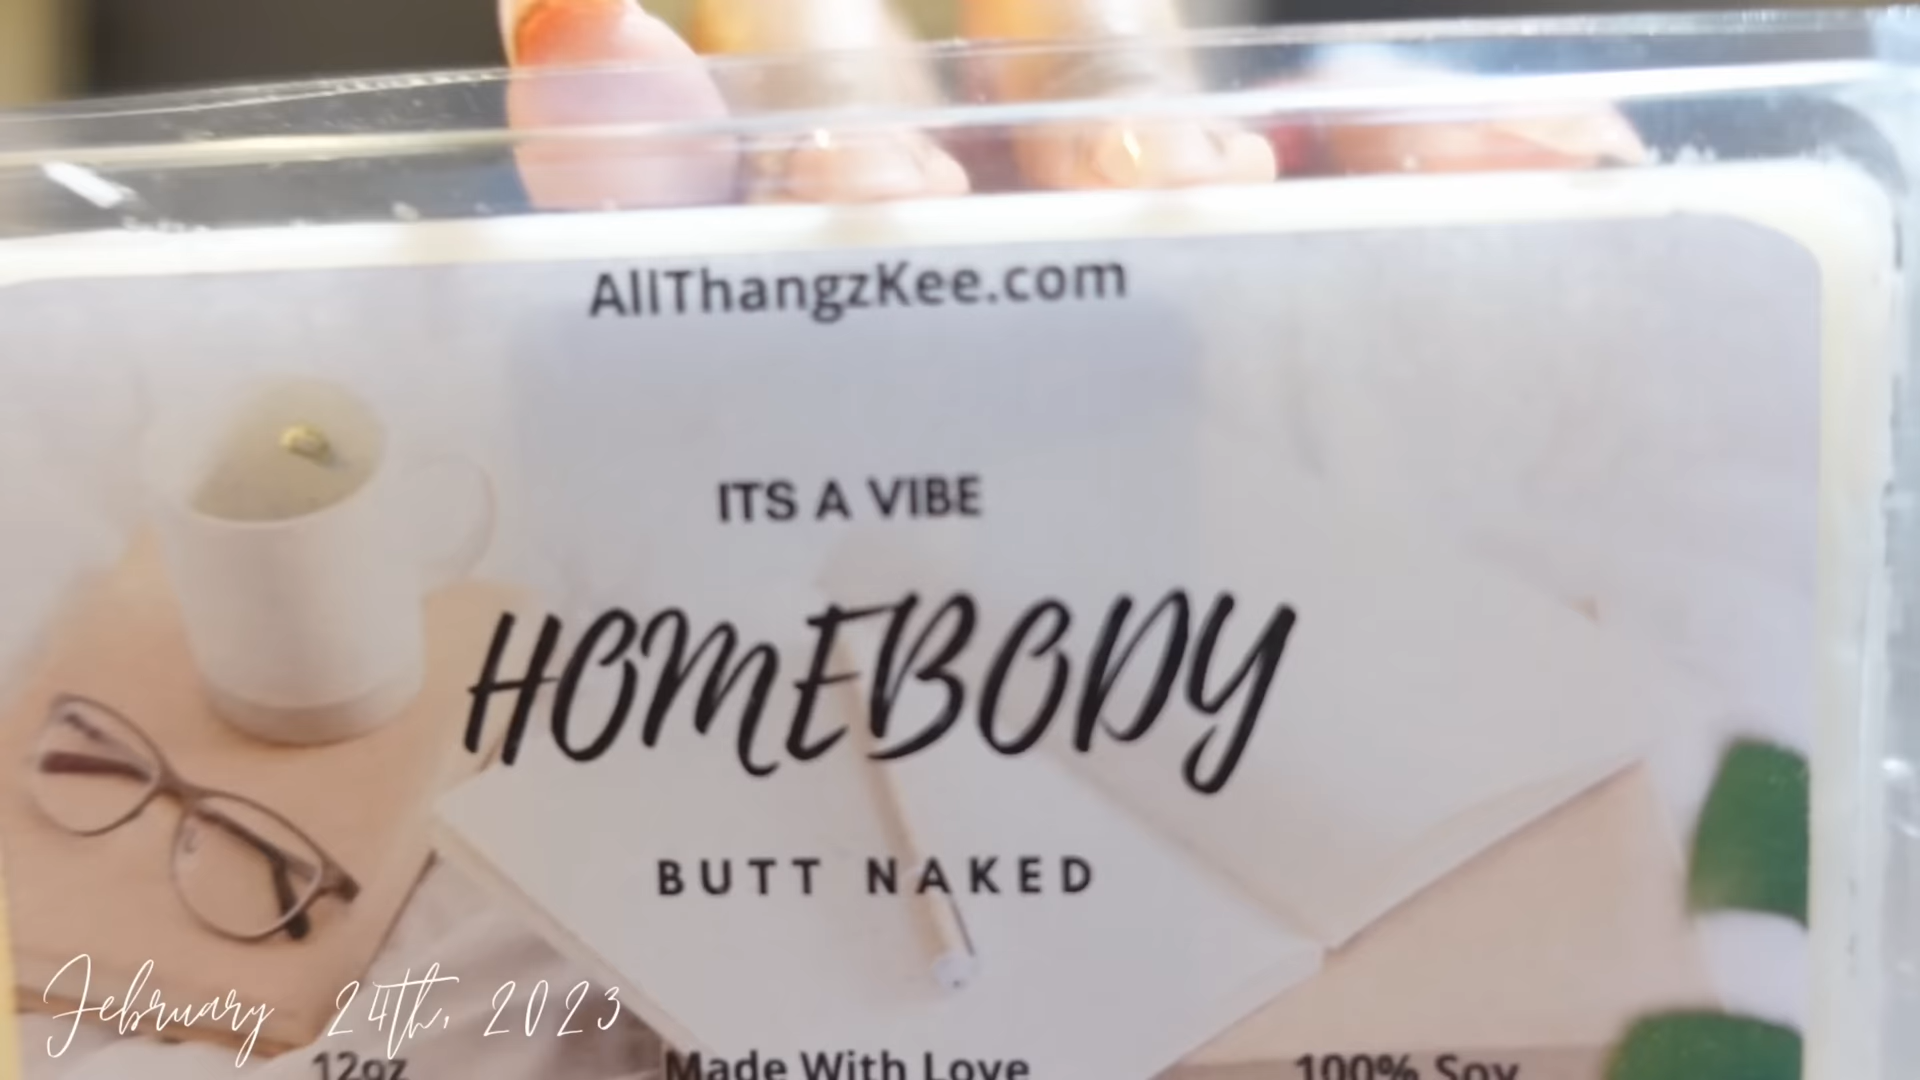 AllThangzKee.com
ITS A VIBE
HOMEBODY
BUTT NAKED
February 24th, 2023
12oz
Made With Love
100% Soy